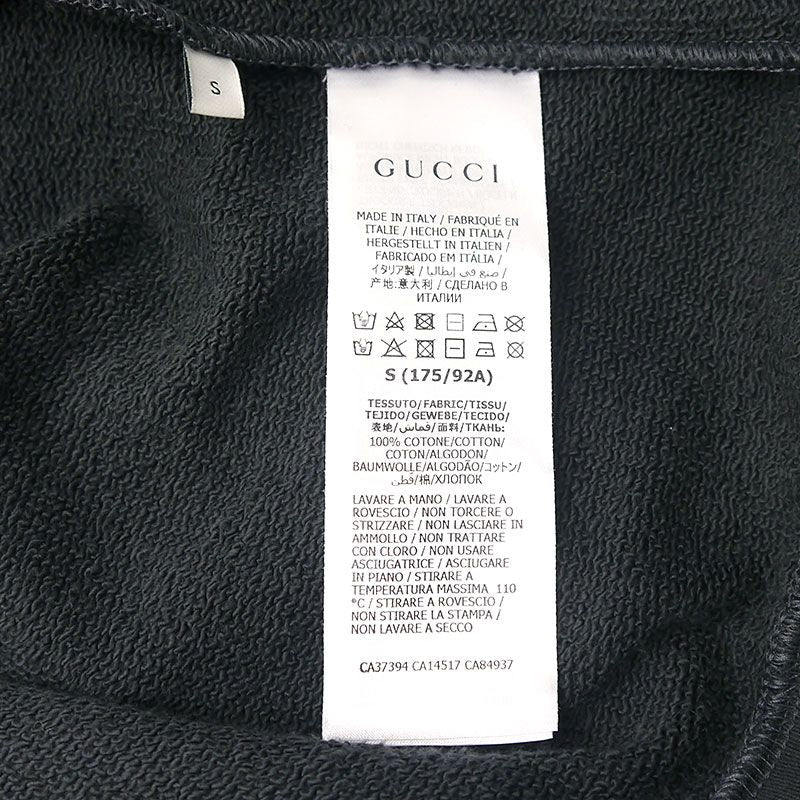 S
GUCCI
MADE IN ITALY / FABRIQUÉ EN
ITALIE / HECHO EN ITALIA /
HERGESTELLT IN ITALIEN /
FABRICADO EM ITÁLIA /
イタリア製 / صنع في إيطاليا /
产地:意大利 / СДЕЛАНО В
ИТАЛИИ
S (175/92A)
TESSUTO/FABRIC/TISSU/
TEJIDO/GEWEBE/TECIDO/
表地/قماش/面料/ТКАНЬ:
100% COTONE/COTTON/
COTON/ALGODON/
BAUMWOLLE/ALGODÃO/コットン/
قطن/棉/ХЛОПОК
LAVARE A MANO / LAVARE A
ROVESCIO / NON TORCERE O
STRIZZARE / NON LASCIARE IN
AMMOLLO / NON TRATTARE
CON CLORO / NON USARE
ASCIUGATRICE / ASCIUGARE
IN PIANO / STIRARE A
TEMPERATURA MASSIMA 110
°C / STIRARE A ROVESCIO /
NON STIRARE LA STAMPA /
NON LAVARE A SECCO
CA37394 CA14517 CA84937